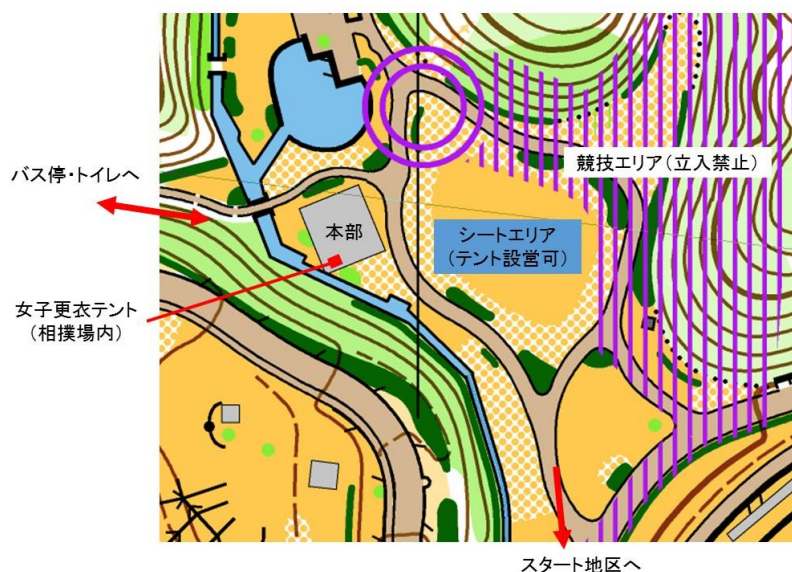 バス停・トイレへ
競技エリア(立入禁止)
本部
シートエリア
(テント設営可)
女子更衣テント
(相撲場内)
スタート地区へ